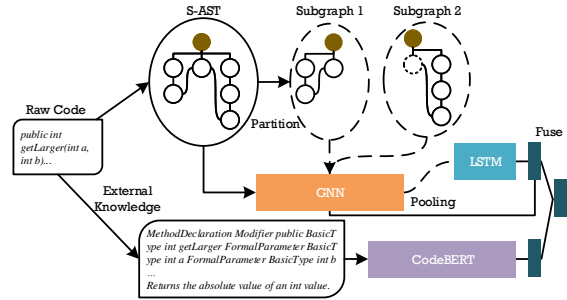 S-AST
Subgraph 1
Subgraph 2
Raw Code
public int
getLarger(int a,
int b)...
Partition
Fuse
LSTM
External
Knowledge
GNN
Pooling
MethodDeclaration Modifier public BasicT
ype int getLarger FormalParameter BasicT
ype int a FormalParameter BasicType int b
...
Returns the absolute value of an int value.
CodeBERT